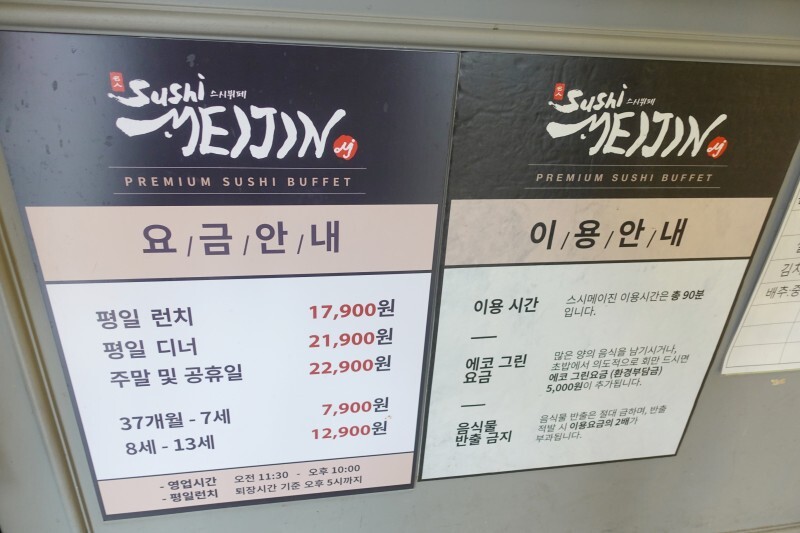 名人
Sushi 스시뷔페
MEIJIN mj
PREMIUM SUSHI BUFFET
요/금/안/내
평일 런치 17,900원
평일 디너 21,900원
주말 및 공휴일 22,900원
37개월 - 7세 7,900원
8세 - 13세 12,900원
- 영업시간 오전 11:30 - 오후 10:00
- 평일런치 퇴장시간 기준 오후 5시까지
名人
Sushi 스시뷔페
MEIJIN mj
PREMIUM SUSHI BUFFET
이/용/안/내
이용 시간
스시메이진 이용시간은 총 90분
입니다.
에코 그린
요금
많은 양의 음식을 남기시거나,
초밥에서 의도적으로 회만 드시면
에코 그린요금 (환경부담금)
5,000원이 추가됩니다.
음식물
반출 금지
음식물 반출은 절대 금하며, 반출
적발 시 이용요금의 2배가
부과됩니다.
김치
배추:중